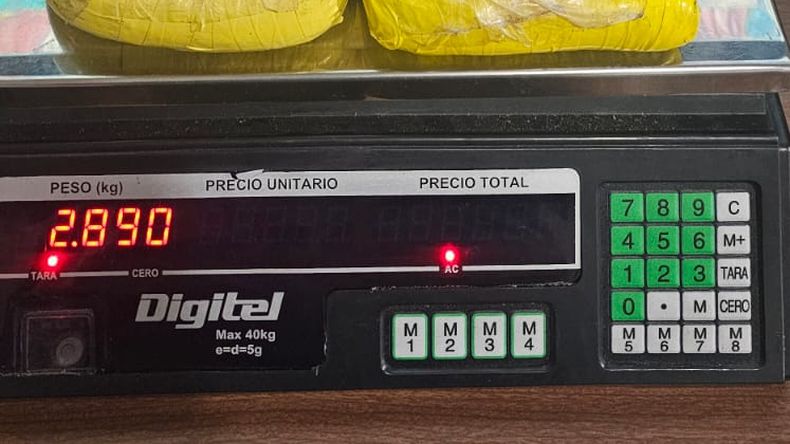 PESO (kg) PRECIO UNITARIO PRECIO TOTAL
2.890
TARA CERO AC
Digitel
Max 40kg
e=d=5g
M 1 M 2 M 3 M 4
7 8 9 C
4 5 6 M+
1 2 3 TARA
0 • M CERO
M 5 M 6 M 7 M 8